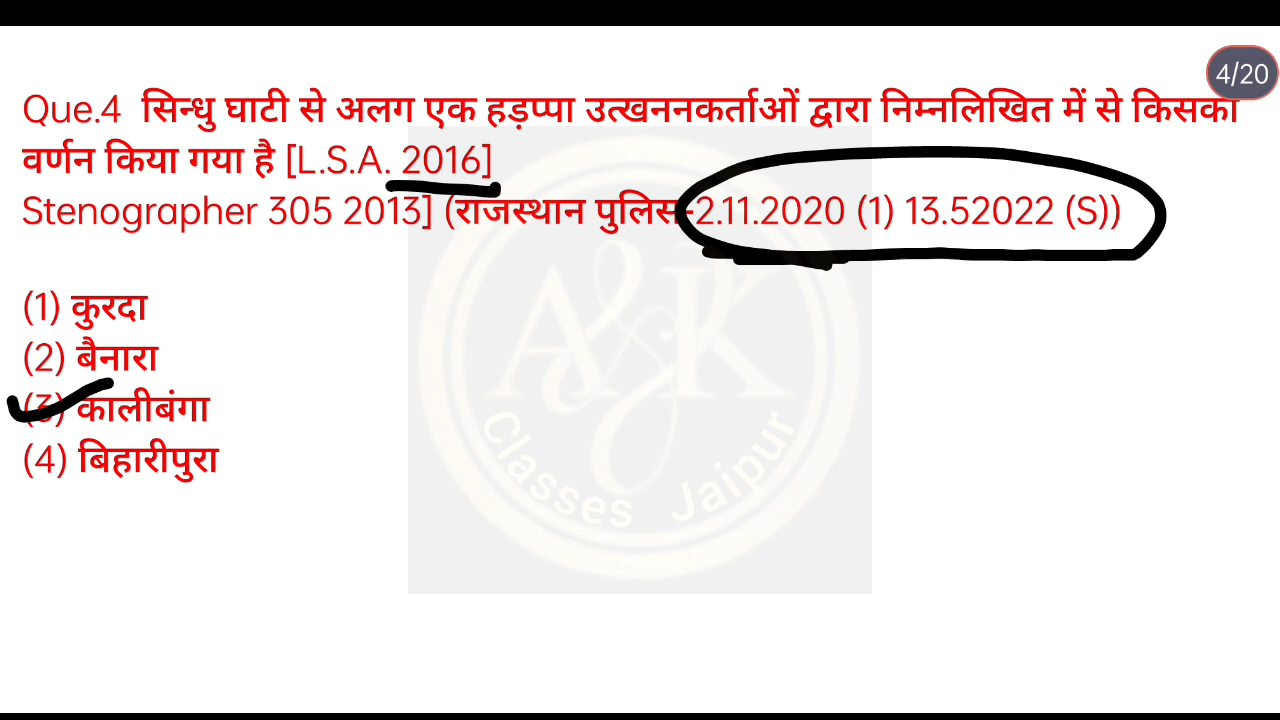 4/20
Que.4 सिन्धु घाटी से अलग एक हड़प्पा उत्खननकर्ताओं द्वारा निम्नलिखित में से किसका
वर्णन किया गया है [L.S.A. 2016]
Stenographer 305 2013] (राजस्थान पुलिस-2.11.2020 (1) 13.52022 (S))
(1) कुरदा
(2) बैनारा
(3) कालीबंगा
(4) बिहारीपुरा
A&K
Classes Jaipur